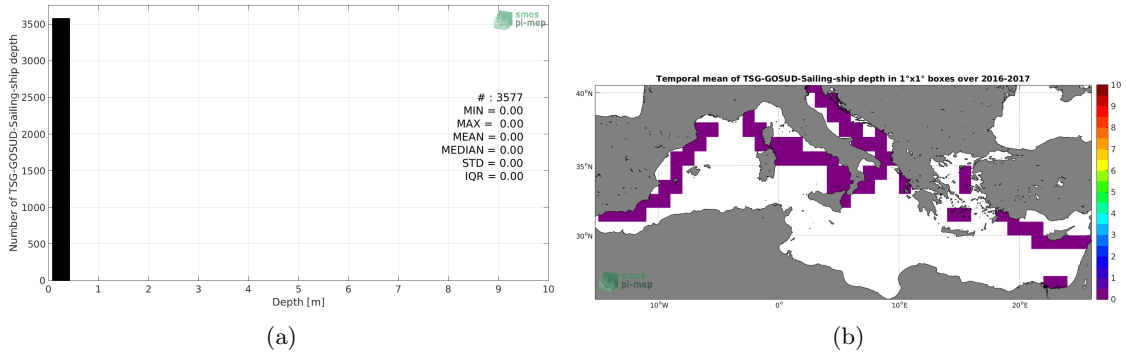 smos
pi-mep
Number of TSG-GOSUD-Sailing-ship depth
3500
3000
2500
2000
1500
1000
500
0
# : 3577
MIN = 0.00
MAX = 0.00
MEAN = 0.00
MEDIAN = 0.00
STD = 0.00
IQR = 0.00
0 1 2 3 4 5 6 7 8 9 10
Depth [m]
(a)
Temporal mean of TSG-GOSUD-Sailing-ship depth in 1°x1° boxes over 2016-2017
40°N
35°N
30°N
10°W 0° 10°E 20°E
smos
pi-mep
10
9
8
7
6
5
4
3
2
1
0
(b)